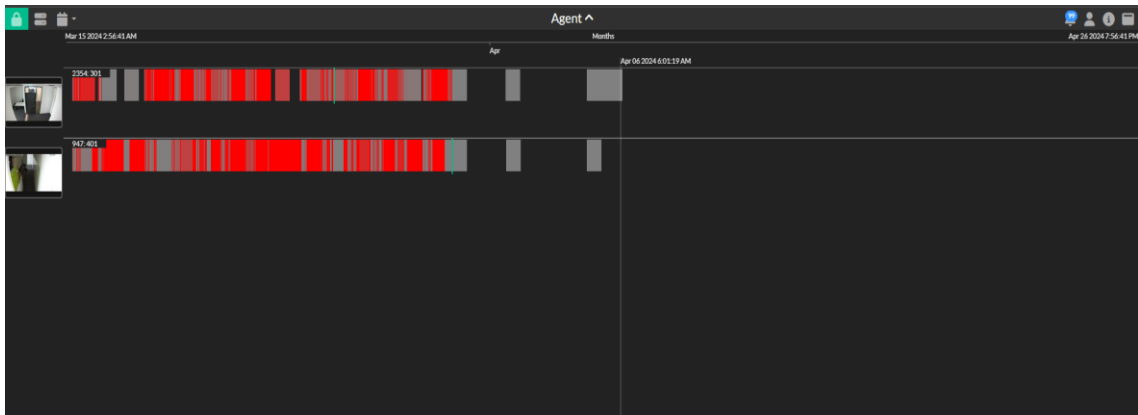 Agent
99
Mar 15 2024 2:56:41 AM
Months
Apr 26 2024 7:56:41 PM
Apr
Apr 06 2024 6:01:19 AM
2354: 301
947: 401